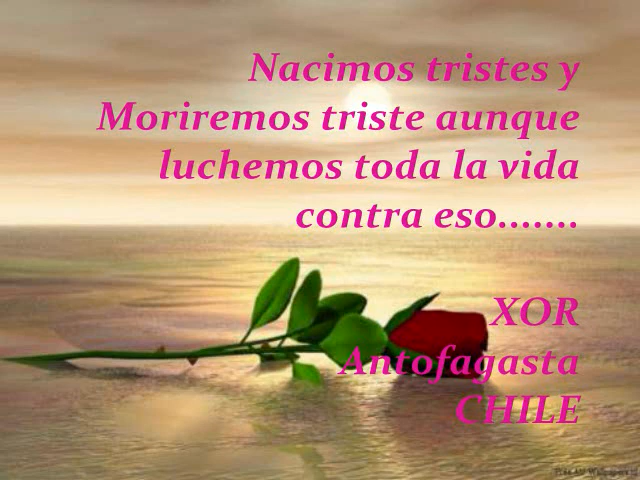 Nacimos tristes y
Moriremos triste aunque
luchemos toda la vida
contra eso.......
XOR
Antofagasta
CHILE